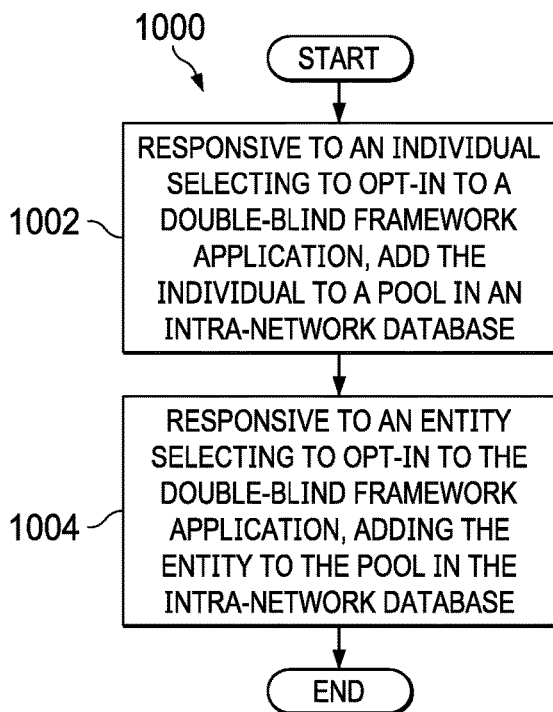 1000
START
1002
RESPONSIVE TO AN INDIVIDUAL
SELECTING TO OPT-IN TO A
DOUBLE-BLIND FRAMEWORK
APPLICATION, ADD THE
INDIVIDUAL TO A POOL IN AN
INTRA-NETWORK DATABASE
1004
RESPONSIVE TO AN ENTITY
SELECTING TO OPT-IN TO THE
DOUBLE-BLIND FRAMEWORK
APPLICATION, ADDING THE
ENTITY TO THE POOL IN THE
INTRA-NETWORK DATABASE
END